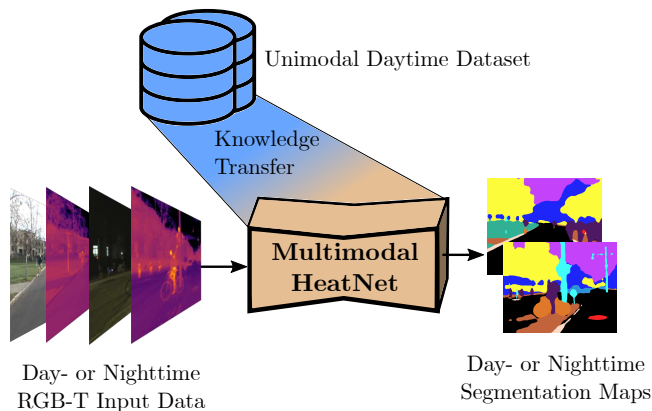 Unimodal Daytime Dataset
Knowledge
Transfer
Multimodal
HeatNet
Day- or Nighttime
RGB-T Input Data
Day- or Nighttime
Segmentation Maps